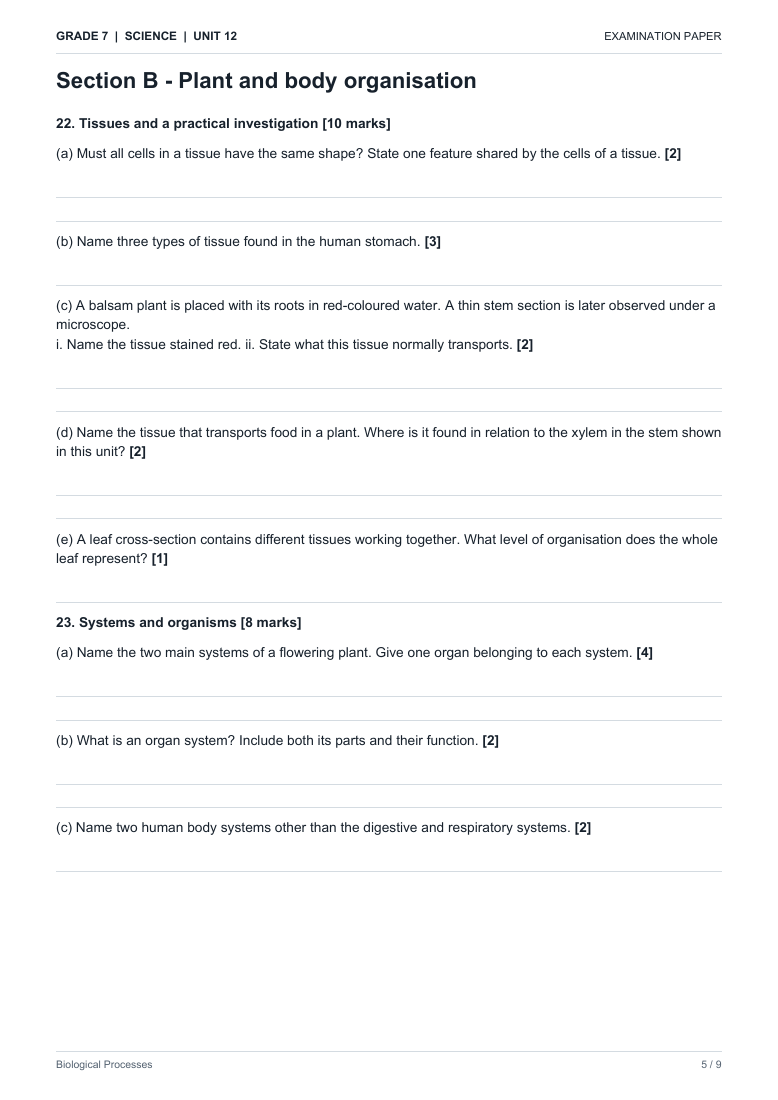 GRADE 7 | SCIENCE | UNIT 12
EXAMINATION PAPER
Section B - Plant and body organisation
22. Tissues and a practical investigation [10 marks]
(a) Must all cells in a tissue have the same shape? State one feature shared by the cells of a tissue. [2]
(b) Name three types of tissue found in the human stomach. [3]
(c) A balsam plant is placed with its roots in red-coloured water. A thin stem section is later observed under a
microscope.
i. Name the tissue stained red. ii. State what this tissue normally transports. [2]
(d) Name the tissue that transports food in a plant. Where is it found in relation to the xylem in the stem shown
in this unit? [2]
(e) A leaf cross-section contains different tissues working together. What level of organisation does the whole
leaf represent? [1]
23. Systems and organisms [8 marks]
(a) Name the two main systems of a flowering plant. Give one organ belonging to each system. [4]
(b) What is an organ system? Include both its parts and their function. [2]
(c) Name two human body systems other than the digestive and respiratory systems. [2]
Biological Processes
5 / 9